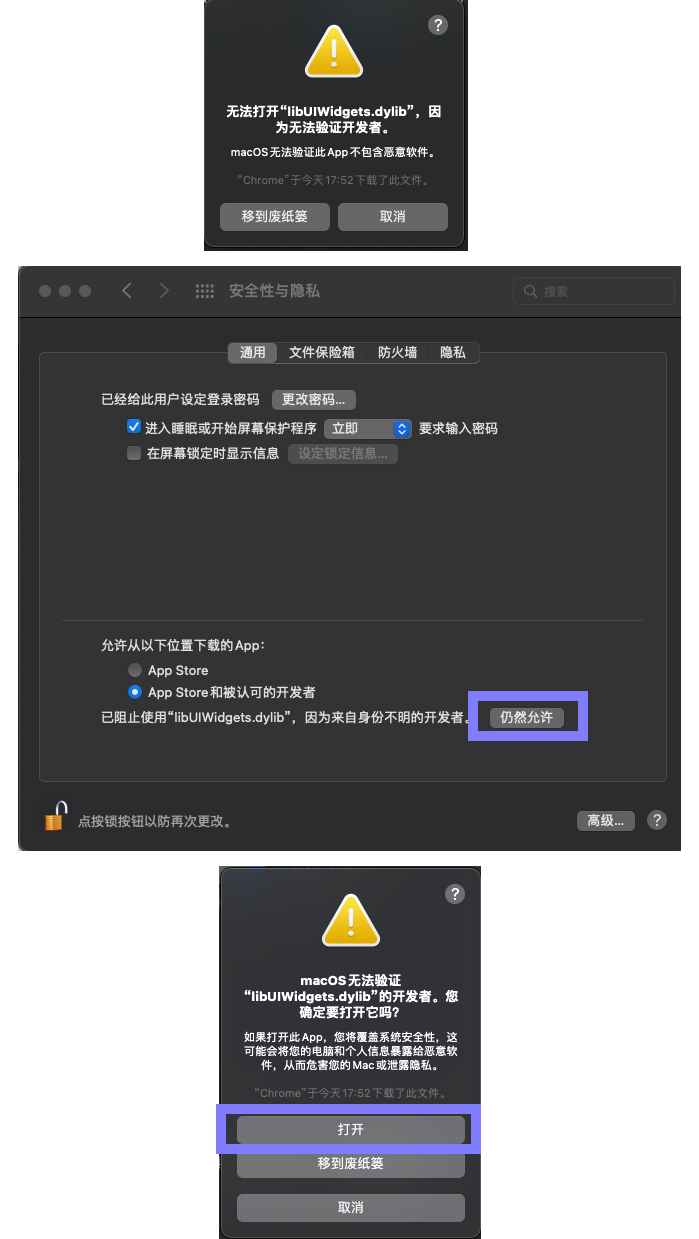 ?
无法打开“libUIWidgets.dylib”，因
为无法验证开发者。
macOS无法验证此App不包含恶意软件。
“Chrome”于今天17:52下载了此文件。
移到废纸篓 取消
安全性与隐私 搜索
通用 文件保险箱 防火墙 隐私
已经给此用户设定登录密码 更改密码...
进入睡眠或开始屏幕保护程序 立即 要求输入密码
在屏幕锁定时显示信息 设定锁定信息...
允许从以下位置下载的App：
App Store
App Store和被认可的开发者
已阻止使用“libUIWidgets.dylib”，因为来自身份不明的开发者。 仍然允许
点按锁按钮以防再次更改。 高级... ?
?
macOS无法验证
“libUIWidgets.dylib”的开发者。您
确定要打开它吗？
如果打开此App，您将覆盖系统安全性，这
可能会将您的电脑和个人信息暴露给恶意软
件，从而危害您的Mac或泄露隐私。
“Chrome”于今天17:52下载了此文件。
打开
移到废纸篓
取消